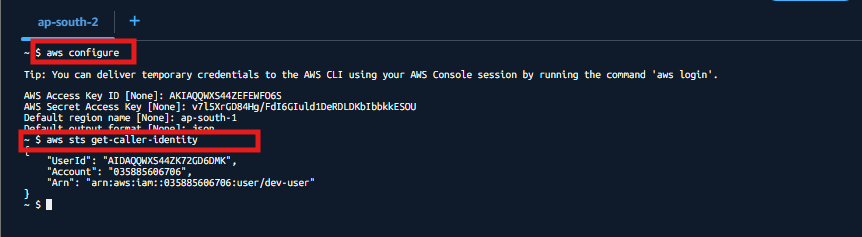 ap-south-2 +
~ $ aws configure
Tip: You can deliver temporary credentials to the AWS CLI using your AWS Console session by running the command 'aws login'.
AWS Access Key ID [None]: AKIAQQWXS44ZEFEWFO6S
AWS Secret Access Key [None]: v7l5XrGD84Hg/FdI6GIuld1DeRDLDKbIbbkkESOU
Default region name [None]: ap-south-1
Default output format [None]: json
~ $ aws sts get-caller-identity
{
"UserId": "AIDAQQWXS44ZK72GD6DMK",
"Account": "035885606706",
"Arn": "arn:aws:iam::035885606706:user/dev-user"
}
~ $